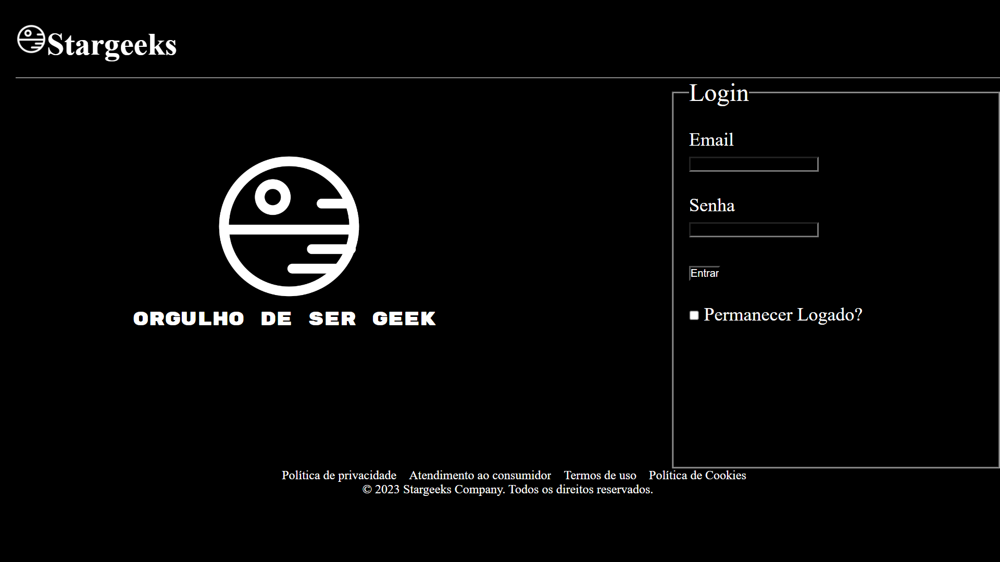 Stargeeks
Login
Email
Senha
Entrar
Permanecer Logado?
ORGULHO DE SER GEEK
Política de privacidade Atendimento ao consumidor Termos de uso Política de Cookies
© 2023 Stargeeks Company. Todos os direitos reservados.